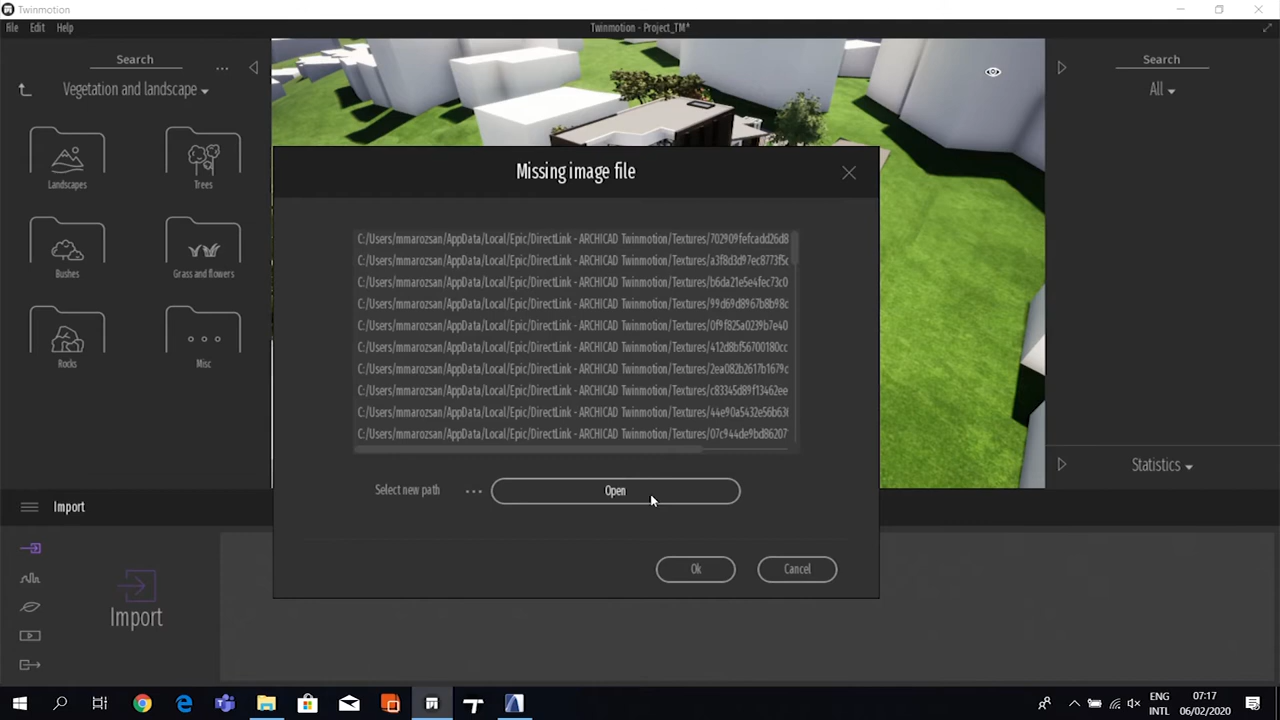 Twinmotion
File Edit Help
Twinmotion - Project_TM*
Search
...
Vegetation and landscape
Landscapes
Trees
Bushes
Grass and flowers
Rocks
Misc
Search
All
Statistics
Missing image file
C:/Users/mmarozsan/AppData/Local/Epic/DirectLink - ARCHICAD Twinmotion/Textures/702909fefcadd26d8
C:/Users/mmarozsan/AppData/Local/Epic/DirectLink - ARCHICAD Twinmotion/Textures/a3f8d3d97ec8773f5c
C:/Users/mmarozsan/AppData/Local/Epic/DirectLink - ARCHICAD Twinmotion/Textures/b6da21e5e4fec73c0
C:/Users/mmarozsan/AppData/Local/Epic/DirectLink - ARCHICAD Twinmotion/Textures/99d69d8967b8b98c
C:/Users/mmarozsan/AppData/Local/Epic/DirectLink - ARCHICAD Twinmotion/Textures/0f9f825a0239b7e40
C:/Users/mmarozsan/AppData/Local/Epic/DirectLink - ARCHICAD Twinmotion/Textures/412d8bf56700180cc
C:/Users/mmarozsan/AppData/Local/Epic/DirectLink - ARCHICAD Twinmotion/Textures/2ea082b2617b1679c
C:/Users/mmarozsan/AppData/Local/Epic/DirectLink - ARCHICAD Twinmotion/Textures/c83345d89f13462ee
C:/Users/mmarozsan/AppData/Local/Epic/DirectLink - ARCHICAD Twinmotion/Textures/44e90a5432e56b636
C:/Users/mmarozsan/AppData/Local/Epic/DirectLink - ARCHICAD Twinmotion/Textures/07c944de9bd86207
Select new path ... Open
Ok Cancel
Import
Import
ENG 07:17
INTL 06/02/2020